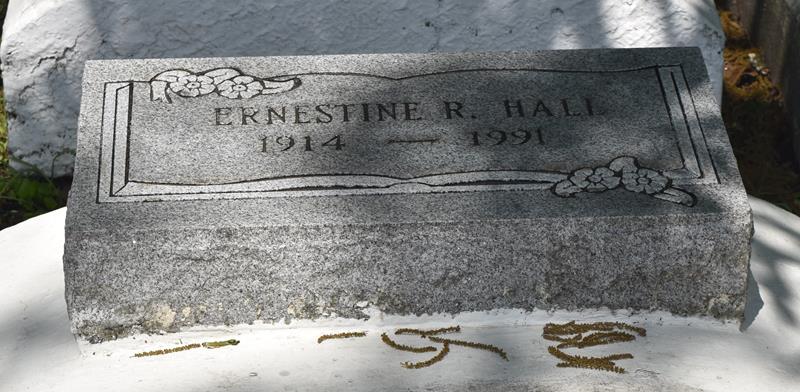 ERNESTINE R. HALL
1914 — 1991